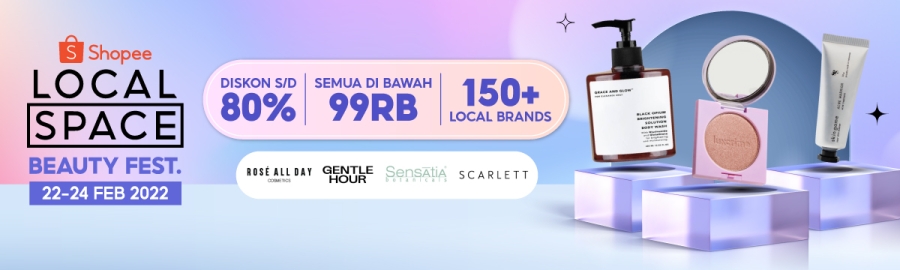 Shopee
LOCAL
SPACE
BEAUTY FEST.
22-24 FEB 2022
DISKON S/D
80%
SEMUA DI BAWAH
99RB
150+
LOCAL BRANDS
ROSÉ ALL DAY
COSMETICS
GENTLE
HOUR
Sensatia
BOTANICALS
SCARLETT
GRACE AND GLOW
BLACK OPIUM
BRIGHTENING
SOLUTION
BODY WASH